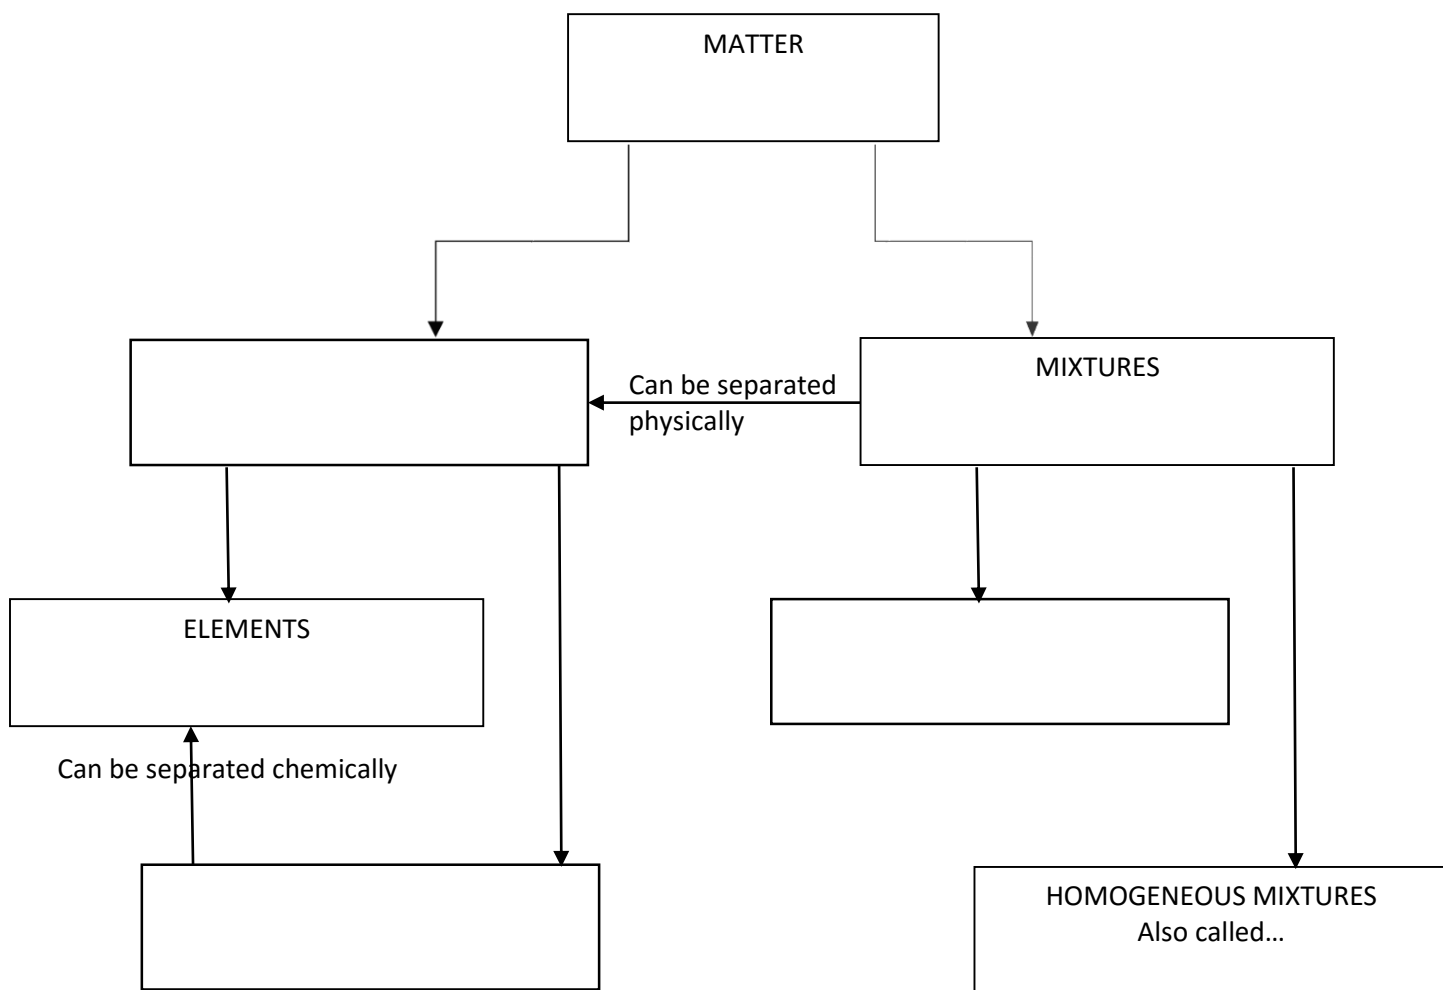 MATTER
Can be separated
physically
MIXTURES
ELEMENTS
Can be separated chemically
HOMOGENEOUS MIXTURES
Also called…